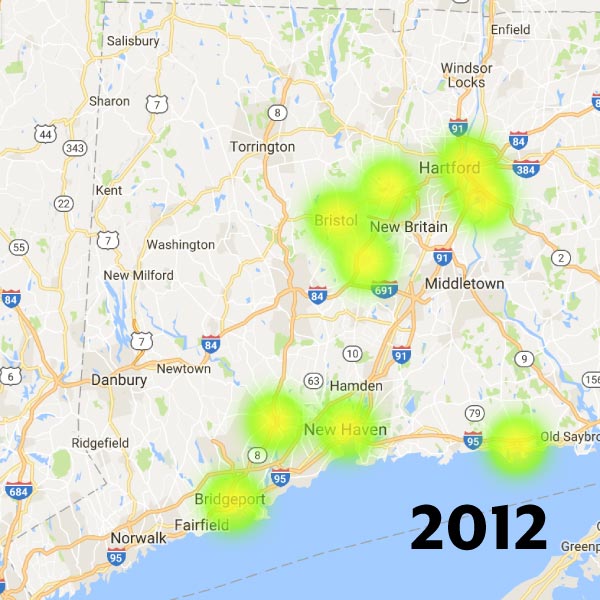 Enfield
Salisbury
Windsor
Locks
Sharon
7
8
91
84
44
343
Torrington
Hartford
384
Kent
22
Bristol
New Britain
7
Washington
55
91
2
New Milford
84
84
691
Middletown
7
84
10
91
9
6
Newtown
Danbury
63
Hamden
79
New Haven
95
Old Saybro
Ridgefield
8
95
684
Bridgeport
Fairfield
2012
Norwalk
95
Greenp